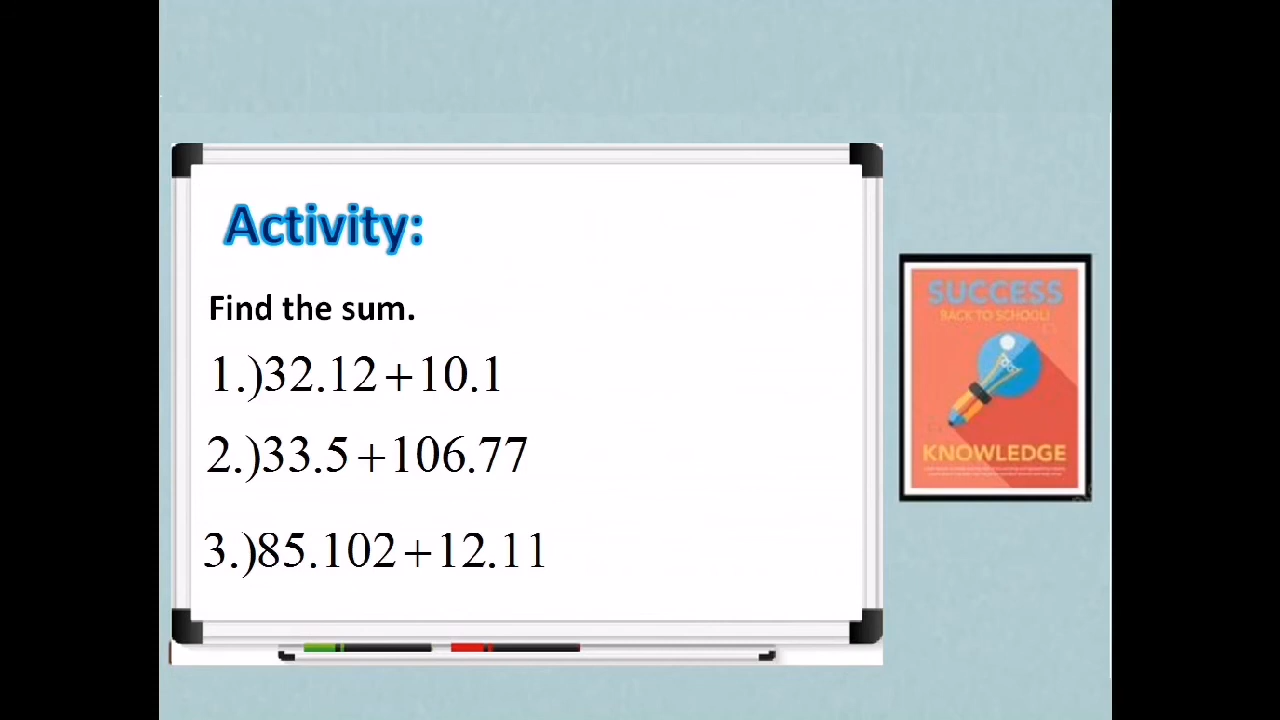 Activity:
Find the sum.
1.)32.12+10.1
2.)33.5+106.77
3.)85.102+12.11
SUCCESS
BACK TO SCHOOL!
KNOWLEDGE